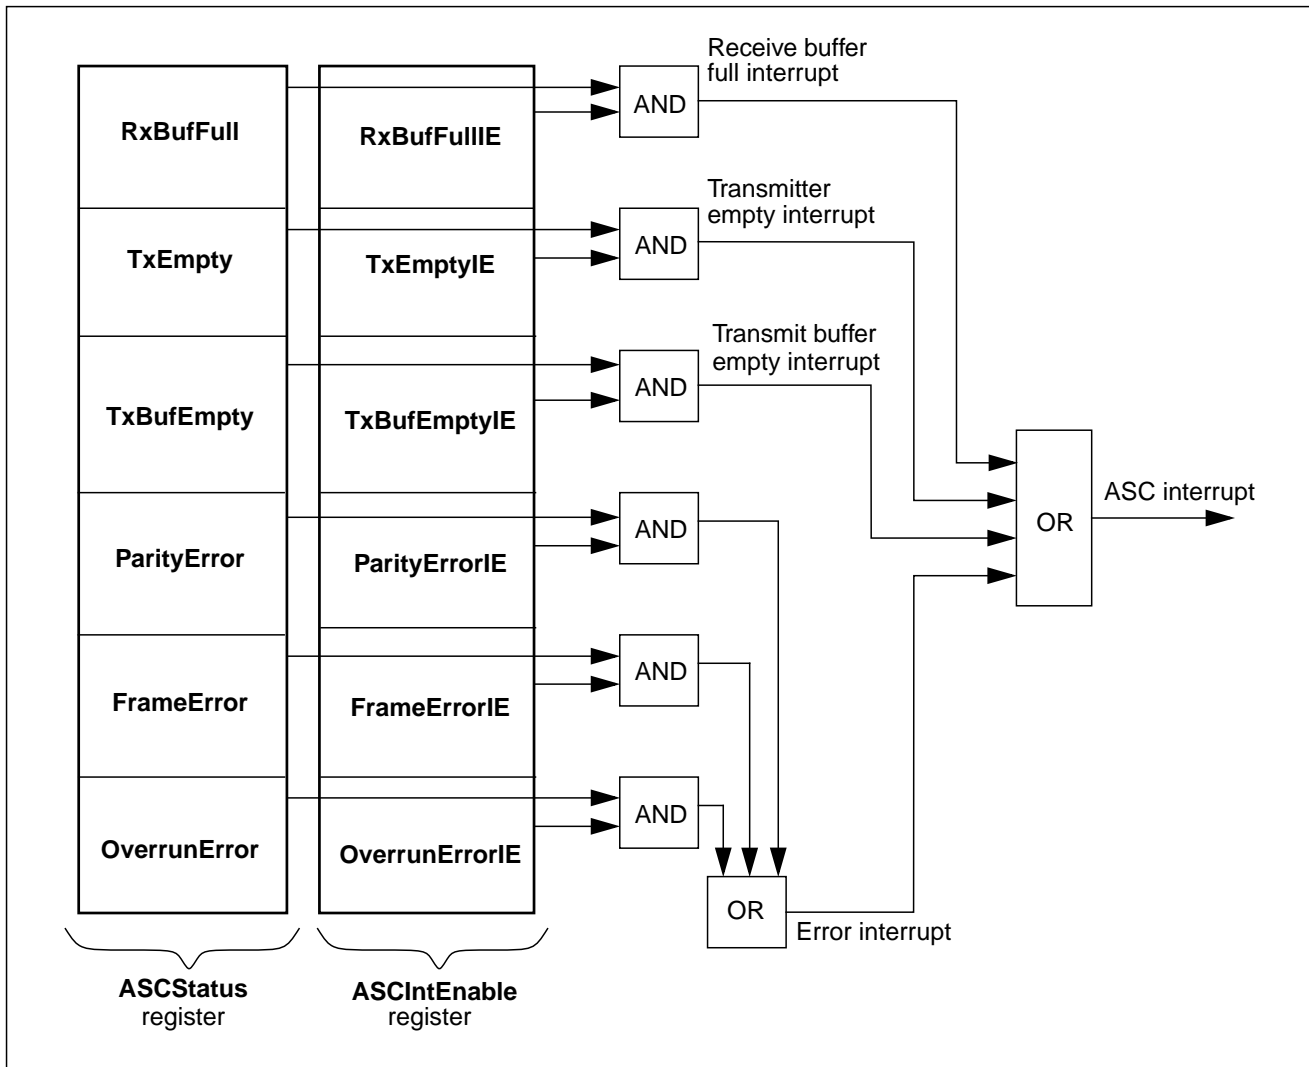 Receive buffer
full interrupt
RxBufFull
RxBufFullIE
AND
Transmitter
empty interrupt
TxEmpty
TxEmptyIE
AND
Transmit buffer
empty interrupt
TxBufEmpty
TxBufEmptyIE
AND
ParityError
ParityErrorIE
AND
OR
ASC interrupt
FrameError
FrameErrorIE
AND
OverrunError
OverrunErrorIE
AND
OR
Error interrupt
ASCStatus
register
ASCIntEnable
register